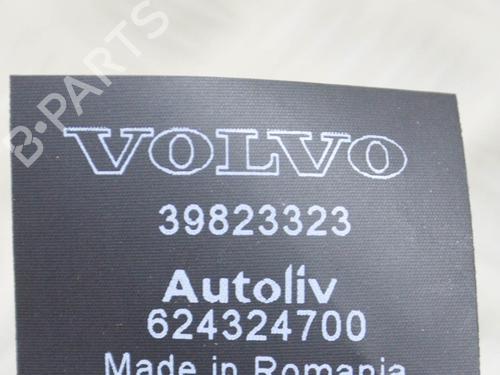 B-PARTS
VOLVO
39823323
Autoliv
624324700
Made in Romania